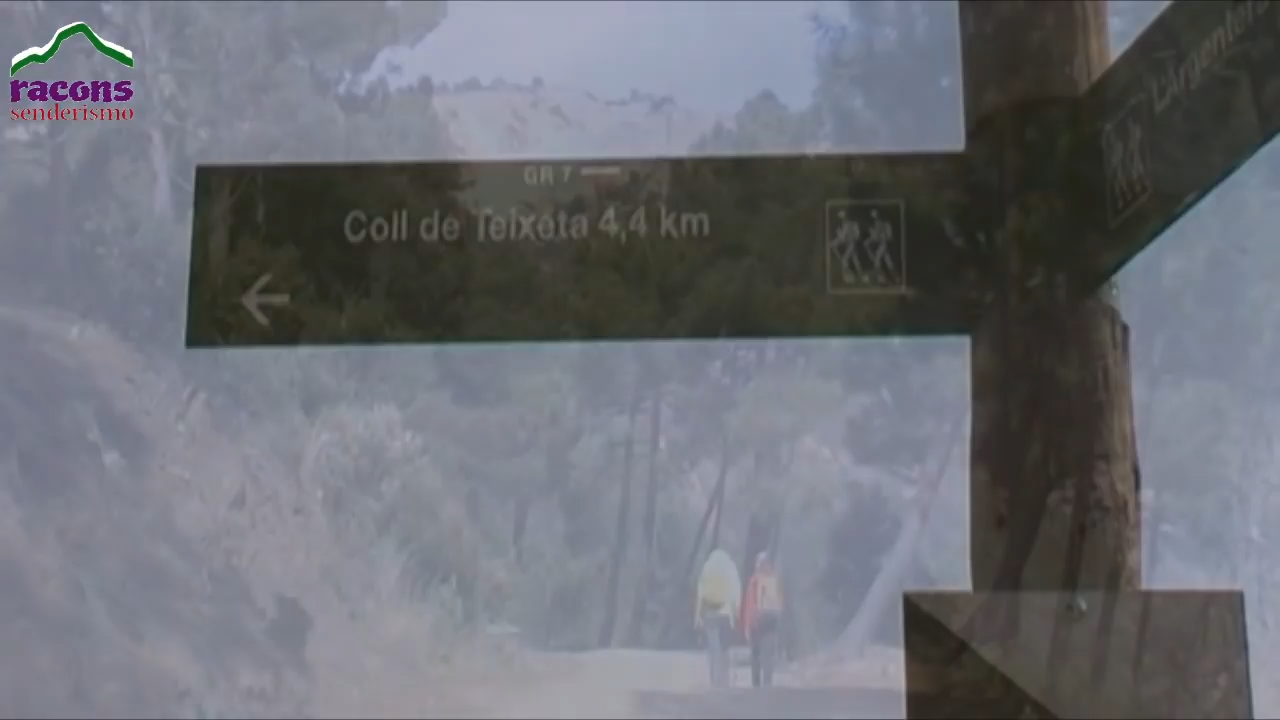 racons
senderismo
GR 7
Coll de Teixeta 4,4 km
L'Argentera